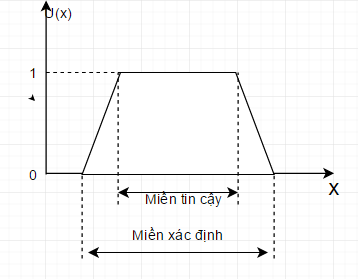 U(x)
1
0
X
Miền tin cậy
Miền xác định